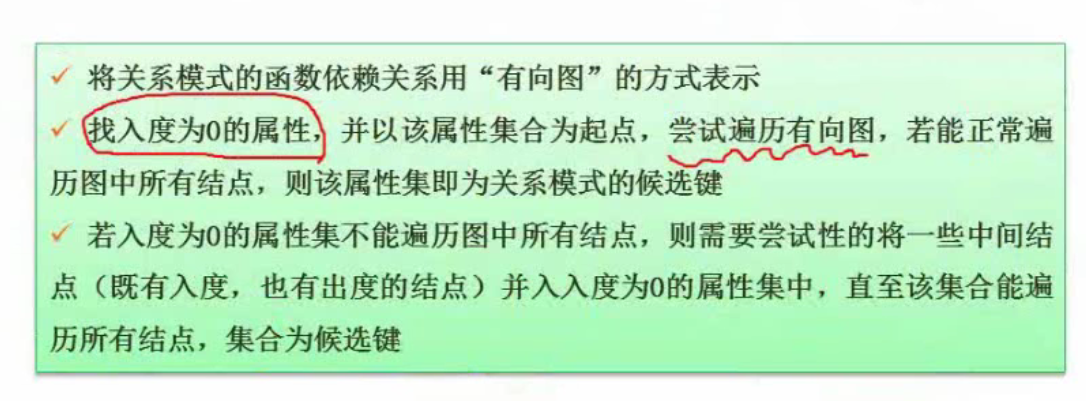 ✓ 将关系模式的函数依赖关系用“有向图”的方式表示
✓ 找入度为0的属性，并以该属性集合为起点，尝试遍历有向图，若能正常遍
历图中所有结点，则该属性集即为关系模式的候选键
✓ 若入度为0的属性集不能遍历图中所有结点，则需要尝试性的将一些中间结
点（既有入度，也有出度的结点）并入入度为0的属性集中，直至该集合能遍
历所有结点，集合为候选键